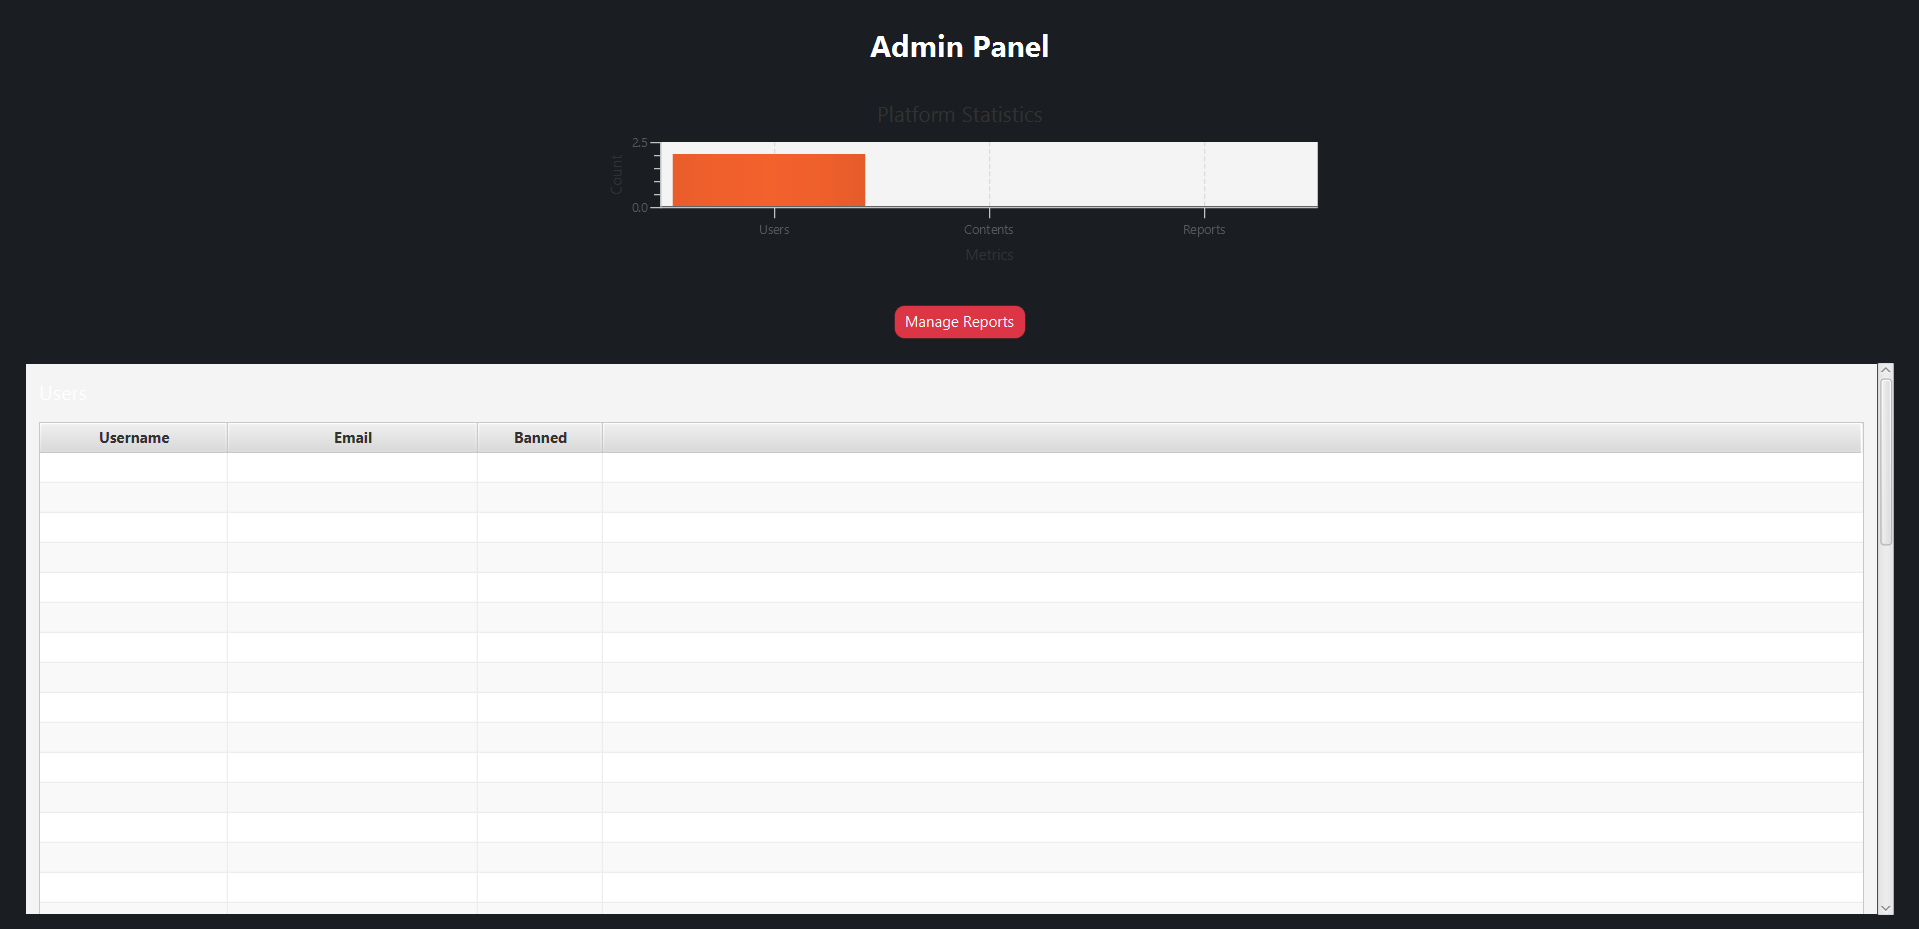 Admin Panel
Platform Statistics
2.5
Count
0.0
Users Contents Reports
Metrics
Manage Reports
Users
Username Email Banned